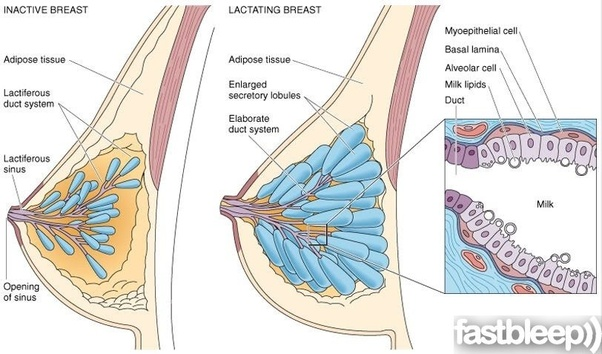 INACTIVE BREAST
Adipose tissue
Lactiferous
duct system
Lactiferous
sinus
Opening
of sinus
LACTATING BREAST
Adipose tissue
Enlarged
secretory lobules
Elaborate
duct system
Myoepithelial cell
Basal lamina
Alveolar cell
Milk lipids
Duct
Milk
fastbleep